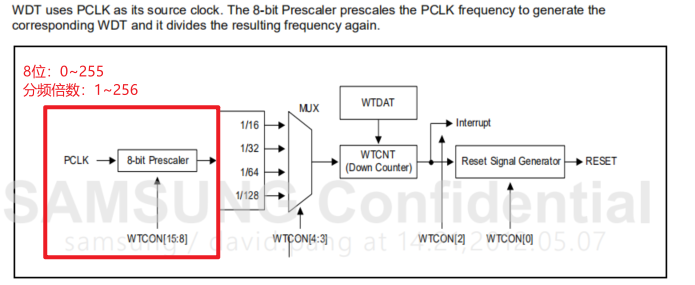 WDT uses PCLK as its source clock. The 8-bit Prescaler prescales the PCLK frequency to generate the
corresponding WDT and it divides the resulting frequency again.
8位：0~255
分频倍数：1~256
MUX
WTDAT
1/16
Interrupt
1/32
PCLK
8-bit Prescaler
WTCNT
(Down Counter)
Reset Signal Generator
RESET
1/64
1/128
SAMSUNG Confidential
WTCON[15:8]
WTCON[4:3]
WTCON[2]
WTCON[0]
samsung / david.pang at 14:21,2012.05.07